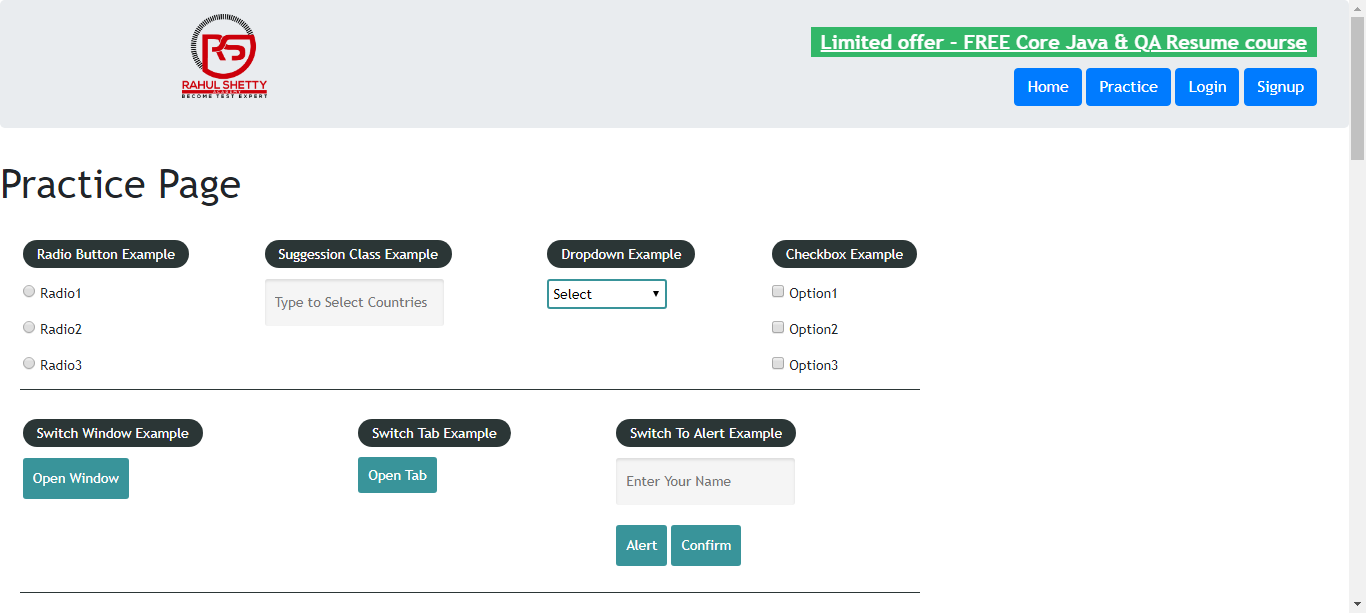 RS
RAHUL SHETTY
ACADEMY
BECOME TEST EXPERT
Limited offer - FREE Core Java & QA Resume course
Home Practice Login Signup
Practice Page
Radio Button Example Suggession Class Example Dropdown Example Checkbox Example
Radio1 Type to Select Countries Select Option1
Radio2 Option2
Radio3 Option3
Switch Window Example Switch Tab Example Switch To Alert Example
Open Window Open Tab Enter Your Name
Alert Confirm